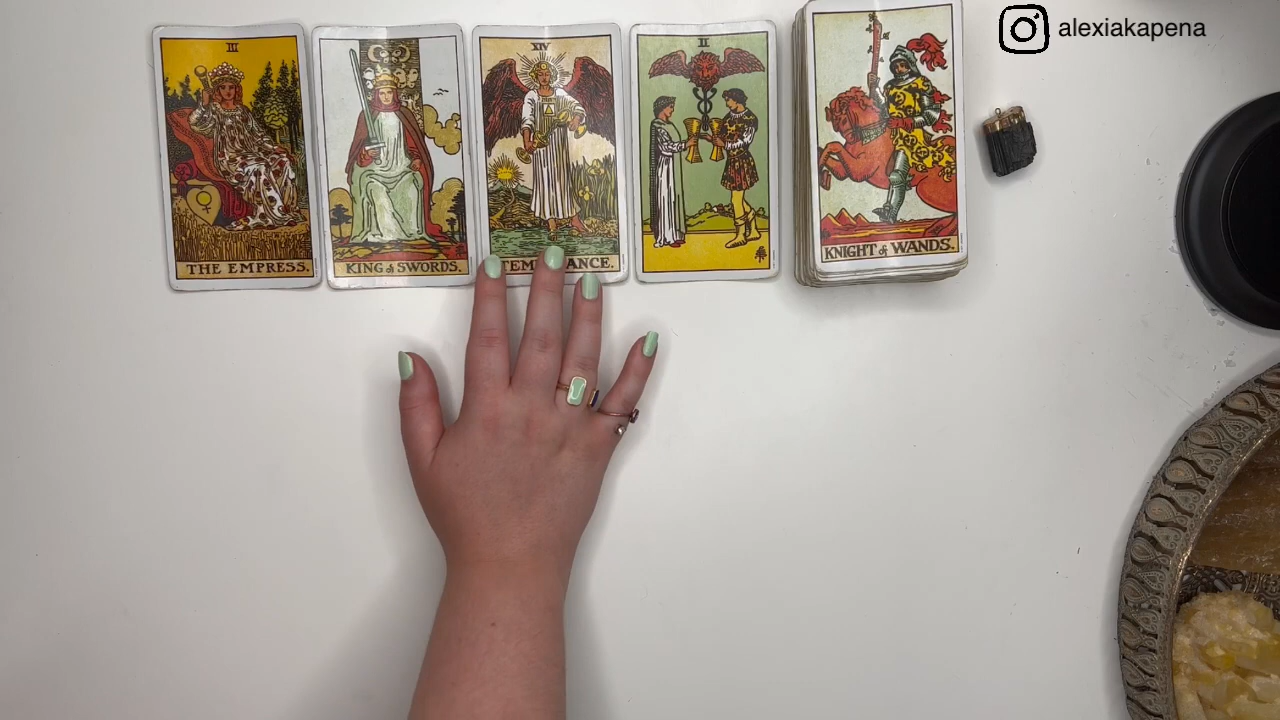 alexiakapena
III
XIV
II
THE EMPRESS.
KING of SWORDS.
KNIGHT of WANDS.